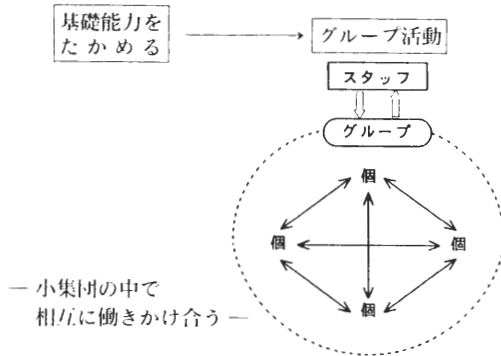 基礎能力を
たかめる
グループ活動
スタッフ
グループ
個
個
個
個
― 小集団の中で
相互に働きかけ合う ―